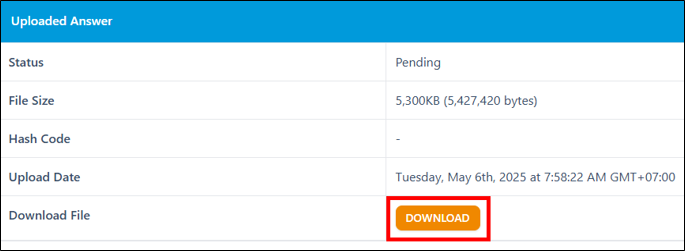 Uploaded Answer
Status Pending
File Size 5,300KB (5,427,420 bytes)
Hash Code -
Upload Date Tuesday, May 6th, 2025 at 7:58:22 AM GMT+07:00
Download File DOWNLOAD